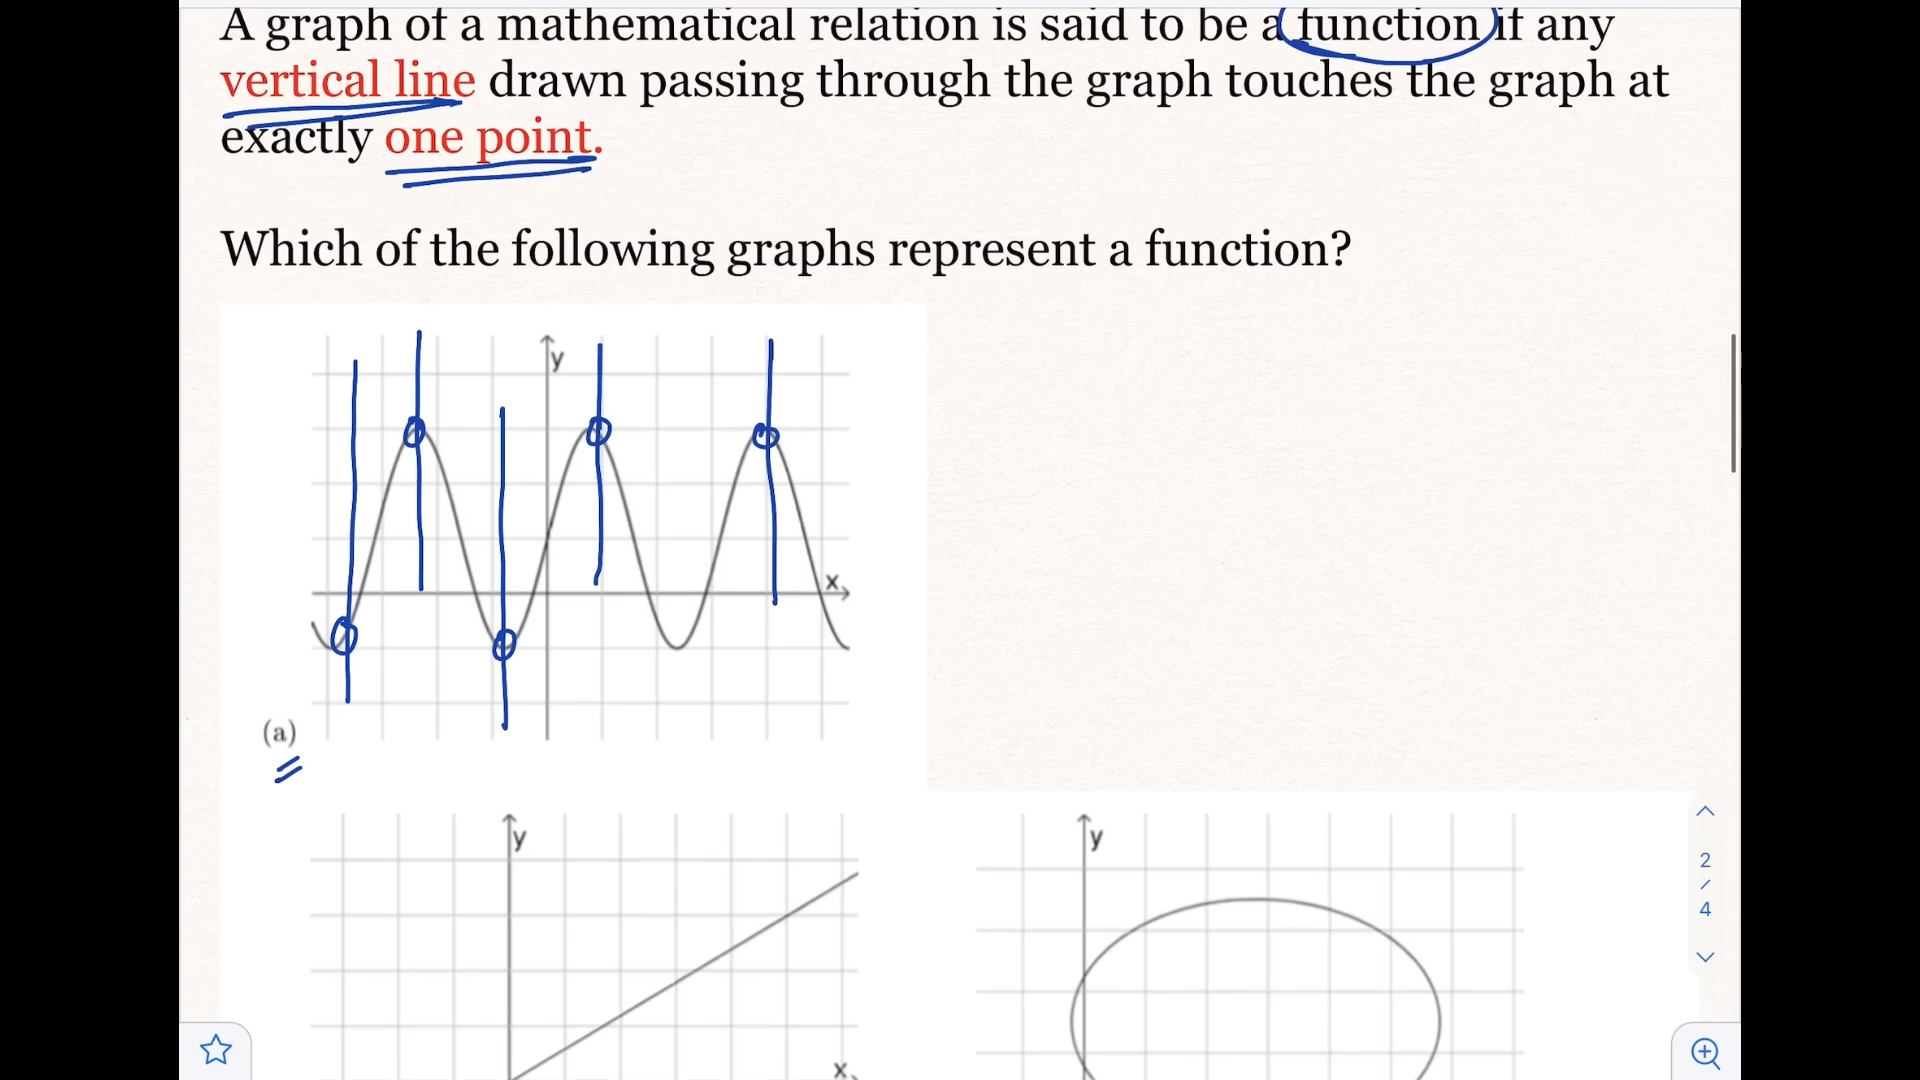 A graph of a mathematical relation is said to be a function if any
vertical line drawn passing through the graph touches the graph at
exactly one point.
Which of the following graphs represent a function?
y
x
(a)
y
y
2
/
4
x